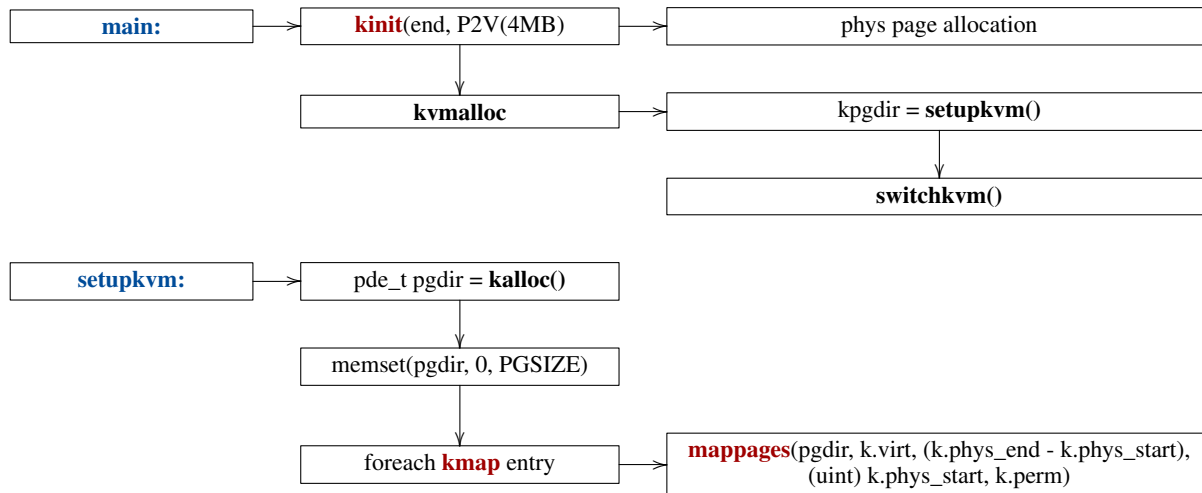 main:
kinit(end, P2V(4MB)
phys page allocation
kvmalloc
kpgdir = setupkvm()
switchkvm()
setupkvm:
pde_t pgdir = kalloc()
memset(pgdir, 0, PGSIZE)
foreach kmap entry
mappages(pgdir, k.virt, (k.phys_end - k.phys_start),
(uint) k.phys_start, k.perm)